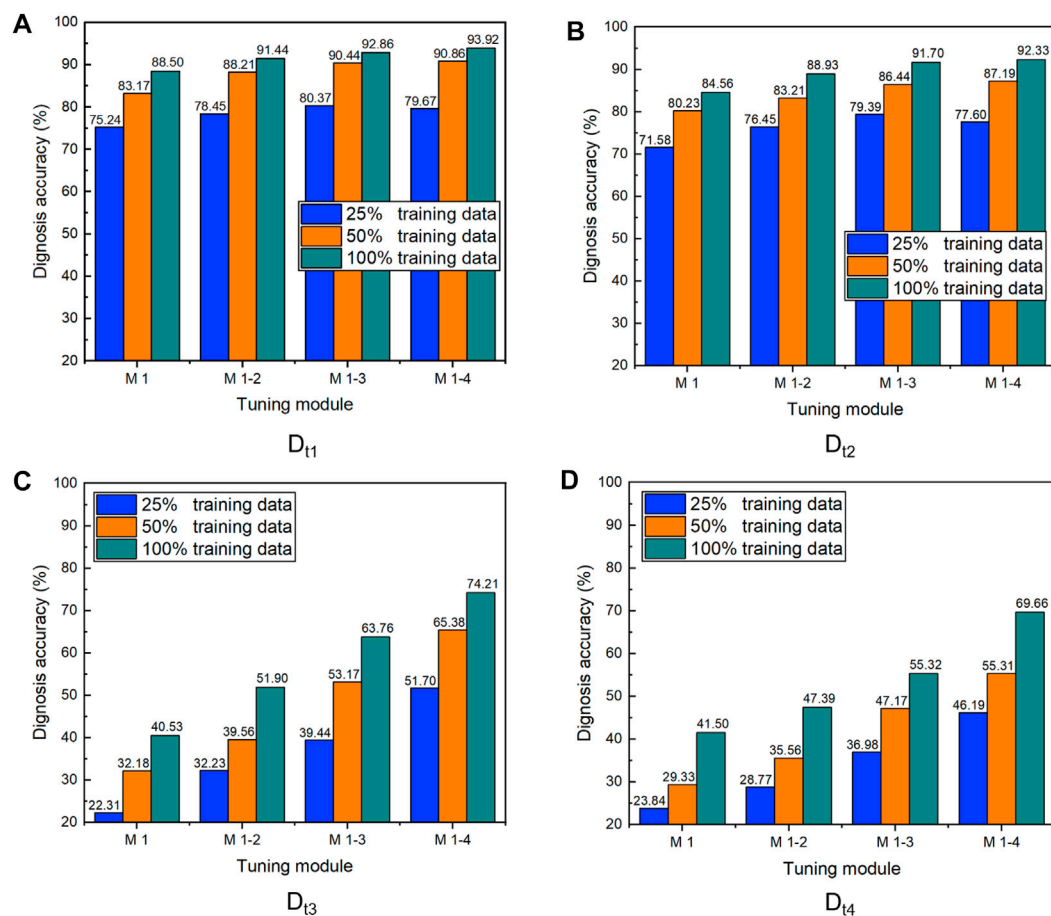 A
Dignosis accuracy (%)
100
90
80
70
60
50
40
30
20
75.24 83.17 88.50
78.45 88.21 91.44
80.37 90.44 92.86
79.67 90.86 93.92
25% training data
50% training data
100% training data
M 1 M 1-2 M 1-3 M 1-4
Tuning module
Dt1
B
Dignosis accuracy (%)
100
90
80
70
60
50
40
30
20
71.58 80.23 84.56
76.45 83.21 88.93
79.39 86.44 91.70
77.60 87.19 92.33
25% training data
50% training data
100% training data
M 1 M 1-2 M 1-3 M 1-4
Tuning module
Dt2
C
Dignosis accuracy (%)
100
90
80
70
60
50
40
30
20
25% training data
50% training data
100% training data
22.31 32.18 40.53
32.23 39.56 51.90
39.44 53.17 63.76
51.70 65.38 74.21
M 1 M 1-2 M 1-3 M 1-4
Tuning module
Dt3
D
Dignosis accuracy (%)
100
90
80
70
60
50
40
30
20
25% training data
50% training data
100% training data
23.84 29.33 41.50
28.77 35.56 47.39
36.98 47.17 55.32
46.19 55.31 69.66
M 1 M 1-2 M 1-3 M 1-4
Tuning module
Dt4